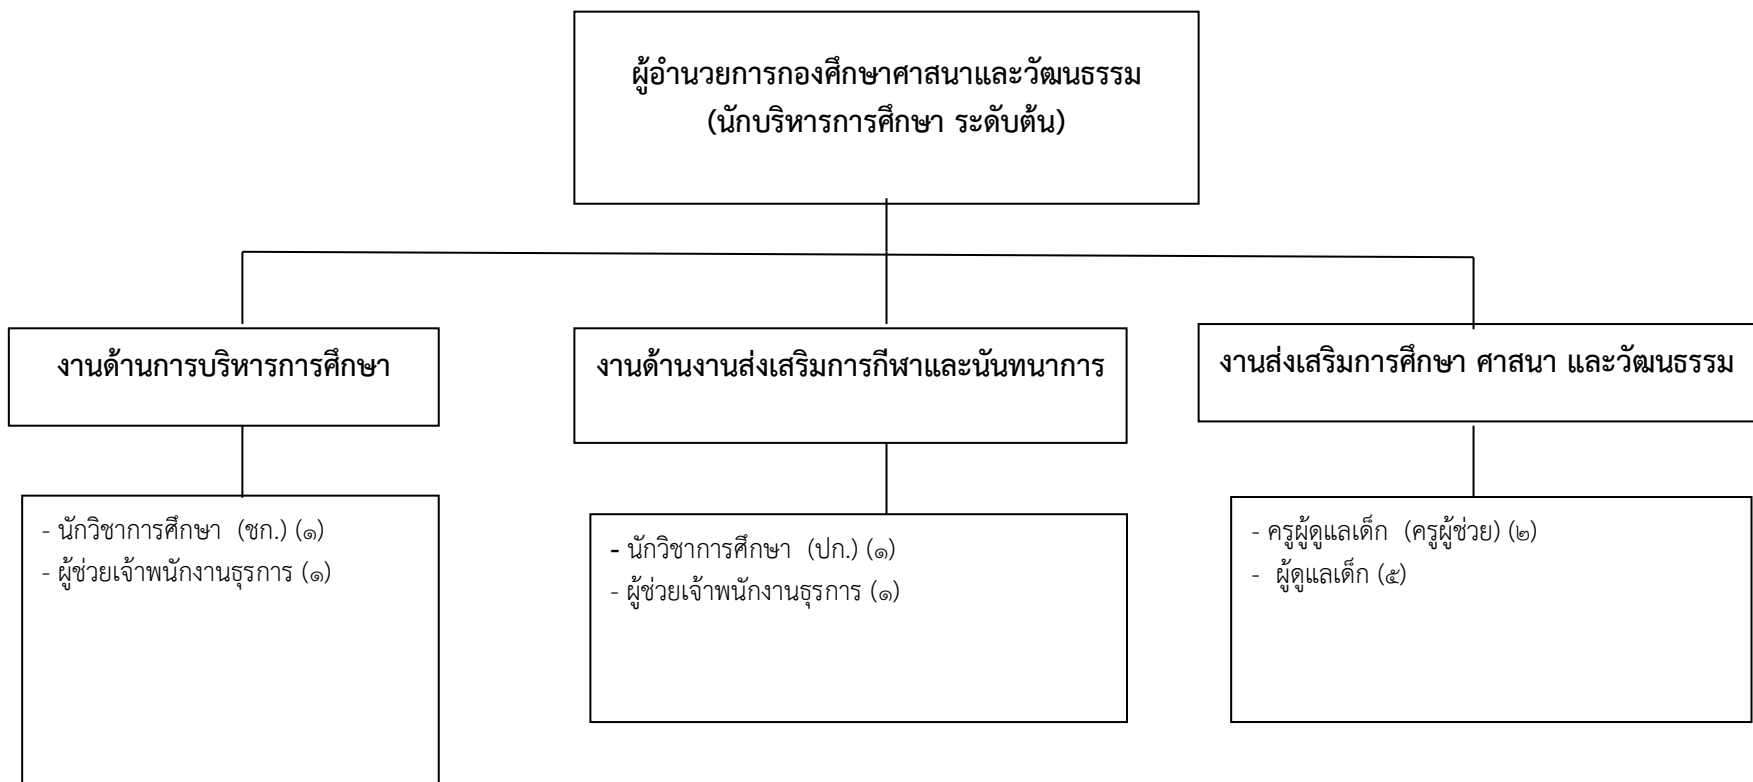 ผู้อำนวยการกองศึกษาศาสนาและวัฒนธรรม
(นักบริหารการศึกษา ระดับต้น)
งานด้านการบริหารการศึกษา
งานด้านงานส่งเสริมการกีฬาและนันทนาการ
งานส่งเสริมการศึกษา ศาสนา และวัฒนธรรม
- นักวิชาการศึกษา (ชก.) (๑)
- ผู้ช่วยเจ้าพนักงานธุรการ (๑)
- นักวิชาการศึกษา (ปก.) (๑)
- ผู้ช่วยเจ้าพนักงานธุรการ (๑)
- ครูผู้ดูแลเด็ก (ครูผู้ช่วย) (๒)
- ผู้ดูแลเด็ก (๕)